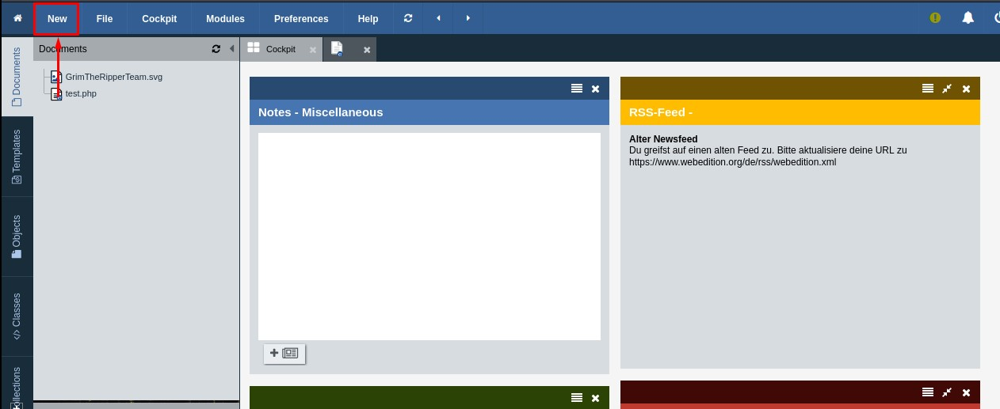 New File Cockpit Modules Preferences Help
Documents
Templates
Objects
Classes
Documents
GrimTheRipperTeam.svg
test.php
Cockpit
Notes - Miscellaneous
RSS-Feed -
Alter Newsfeed
Du greifst auf einen alten Feed zu. Bitte aktualisiere deine URL zu
https://www.webedition.org/de/rss/webedition.xml